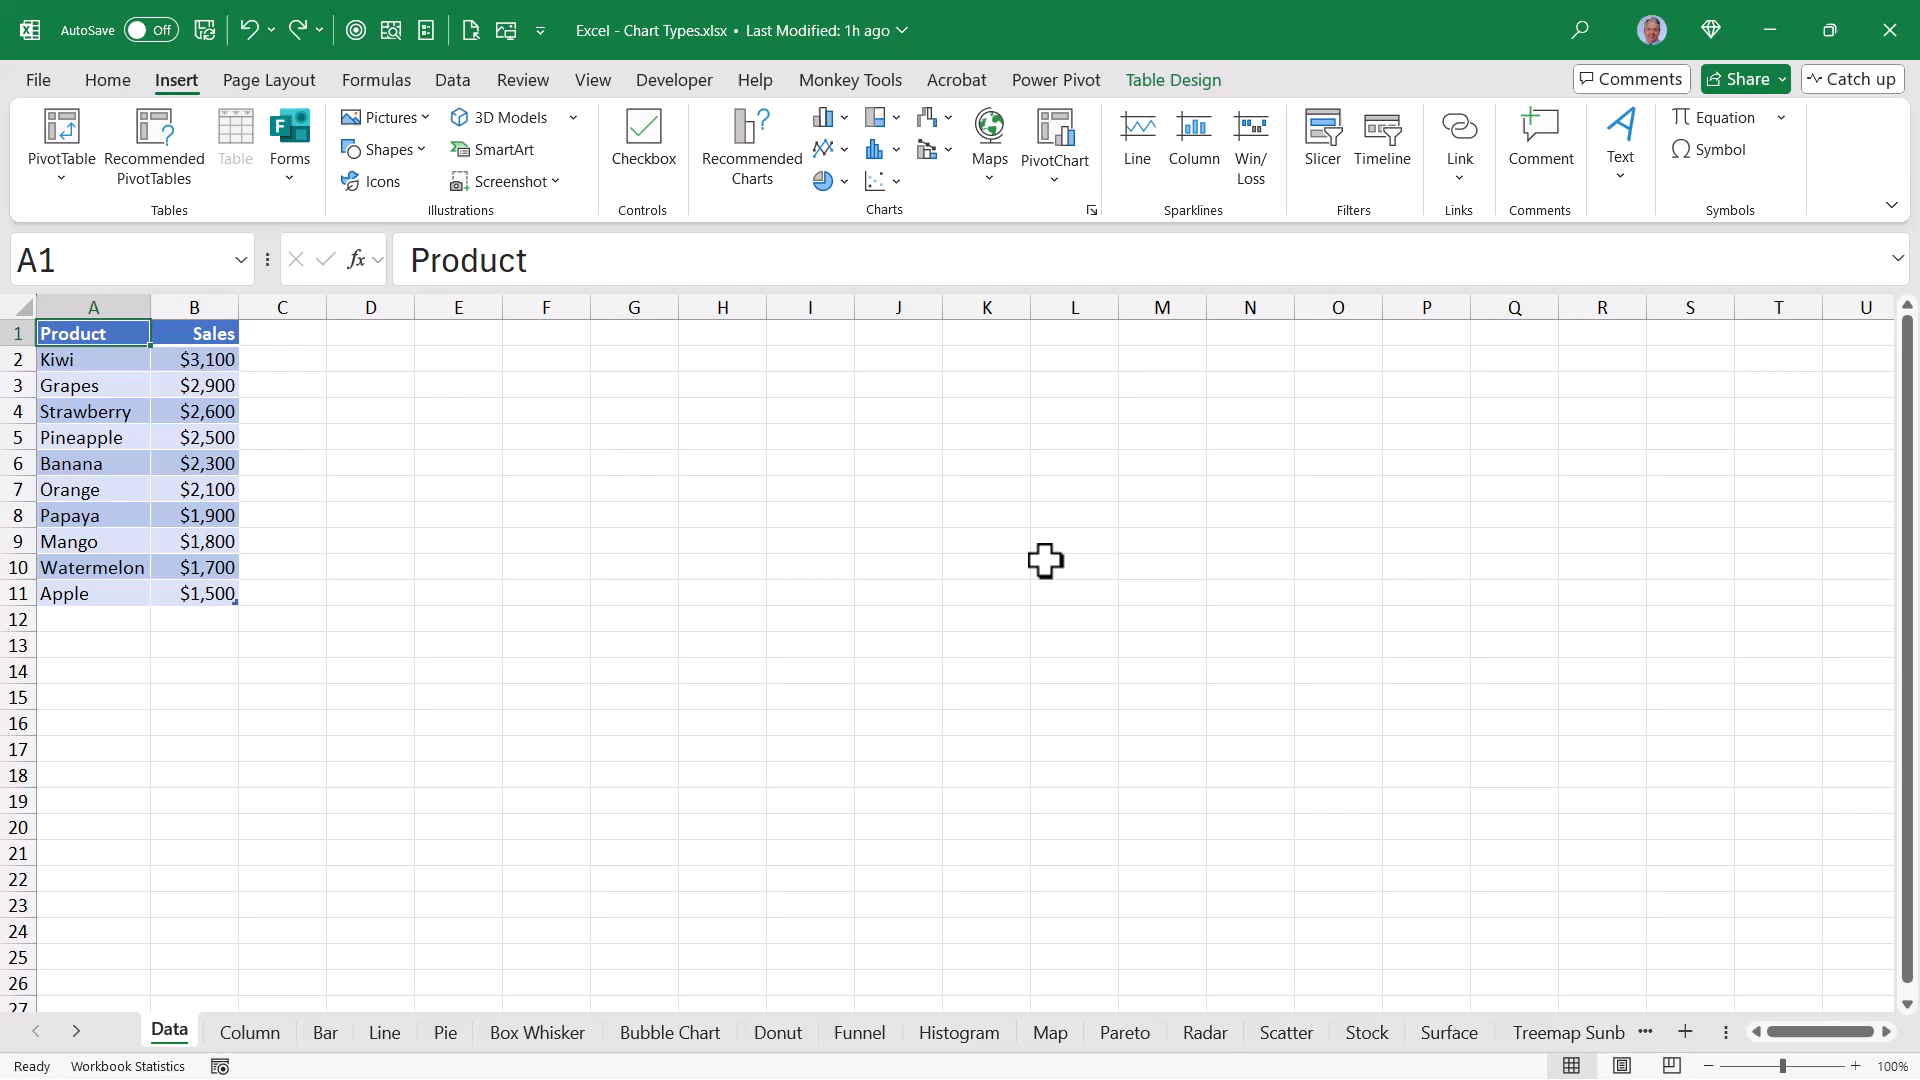 AutoSave Off Excel - Chart Types.xlsx • Last Modified: 1h ago
File Home Insert Page Layout Formulas Data Review View Developer Help Monkey Tools Acrobat Power Pivot Table Design Comments Share Catch up
PivotTable Recommended PivotTables Table Forms
Tables
Pictures 3D Models
Shapes SmartArt
Icons Screenshot
Illustrations
Checkbox
Controls
Recommended Charts Maps PivotChart
Charts
Line Column Win/Loss
Sparklines
Slicer Timeline
Filters
Link
Links
Comment
Comments
Text
Equation
Symbol
Symbols
A1 fx Product
A B C D E F G H I J K L M N O P Q R S T U
1 Product Sales
2 Kiwi $3,100
3 Grapes $2,900
4 Strawberry $2,600
5 Pineapple $2,500
6 Banana $2,300
7 Orange $2,100
8 Papaya $1,900
9 Mango $1,800
10 Watermelon $1,700
11 Apple $1,500
12
13
14
15
16
17
18
19
20
21
22
23
24
25
26
27
Data Column Bar Line Pie Box Whisker Bubble Chart Donut Funnel Histogram Map Pareto Radar Scatter Stock Surface Treemap Sunb ...
Ready Workbook Statistics 100%